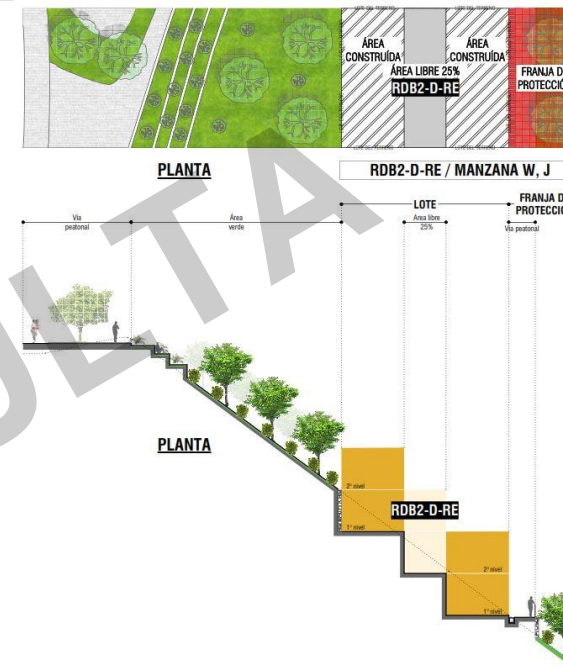 ÁREA
CONSTRUÍDA
ÁREA LIBRE 25%
RDB2-D-RE
ÁREA
CONSTRUÍDA
FRANJA D
PROTECCIÓ
PLANTA
RDB2-D-RE / MANZANA W, J
LOTE
FRANJA D
PROTECCIÓ
Vía
peatonal
Área
verde
Área libre
25%
Vía peatonal
ULTA
PLANTA
2° nivel
1° nivel
RDB2-D-RE
2° nivel
1° nivel